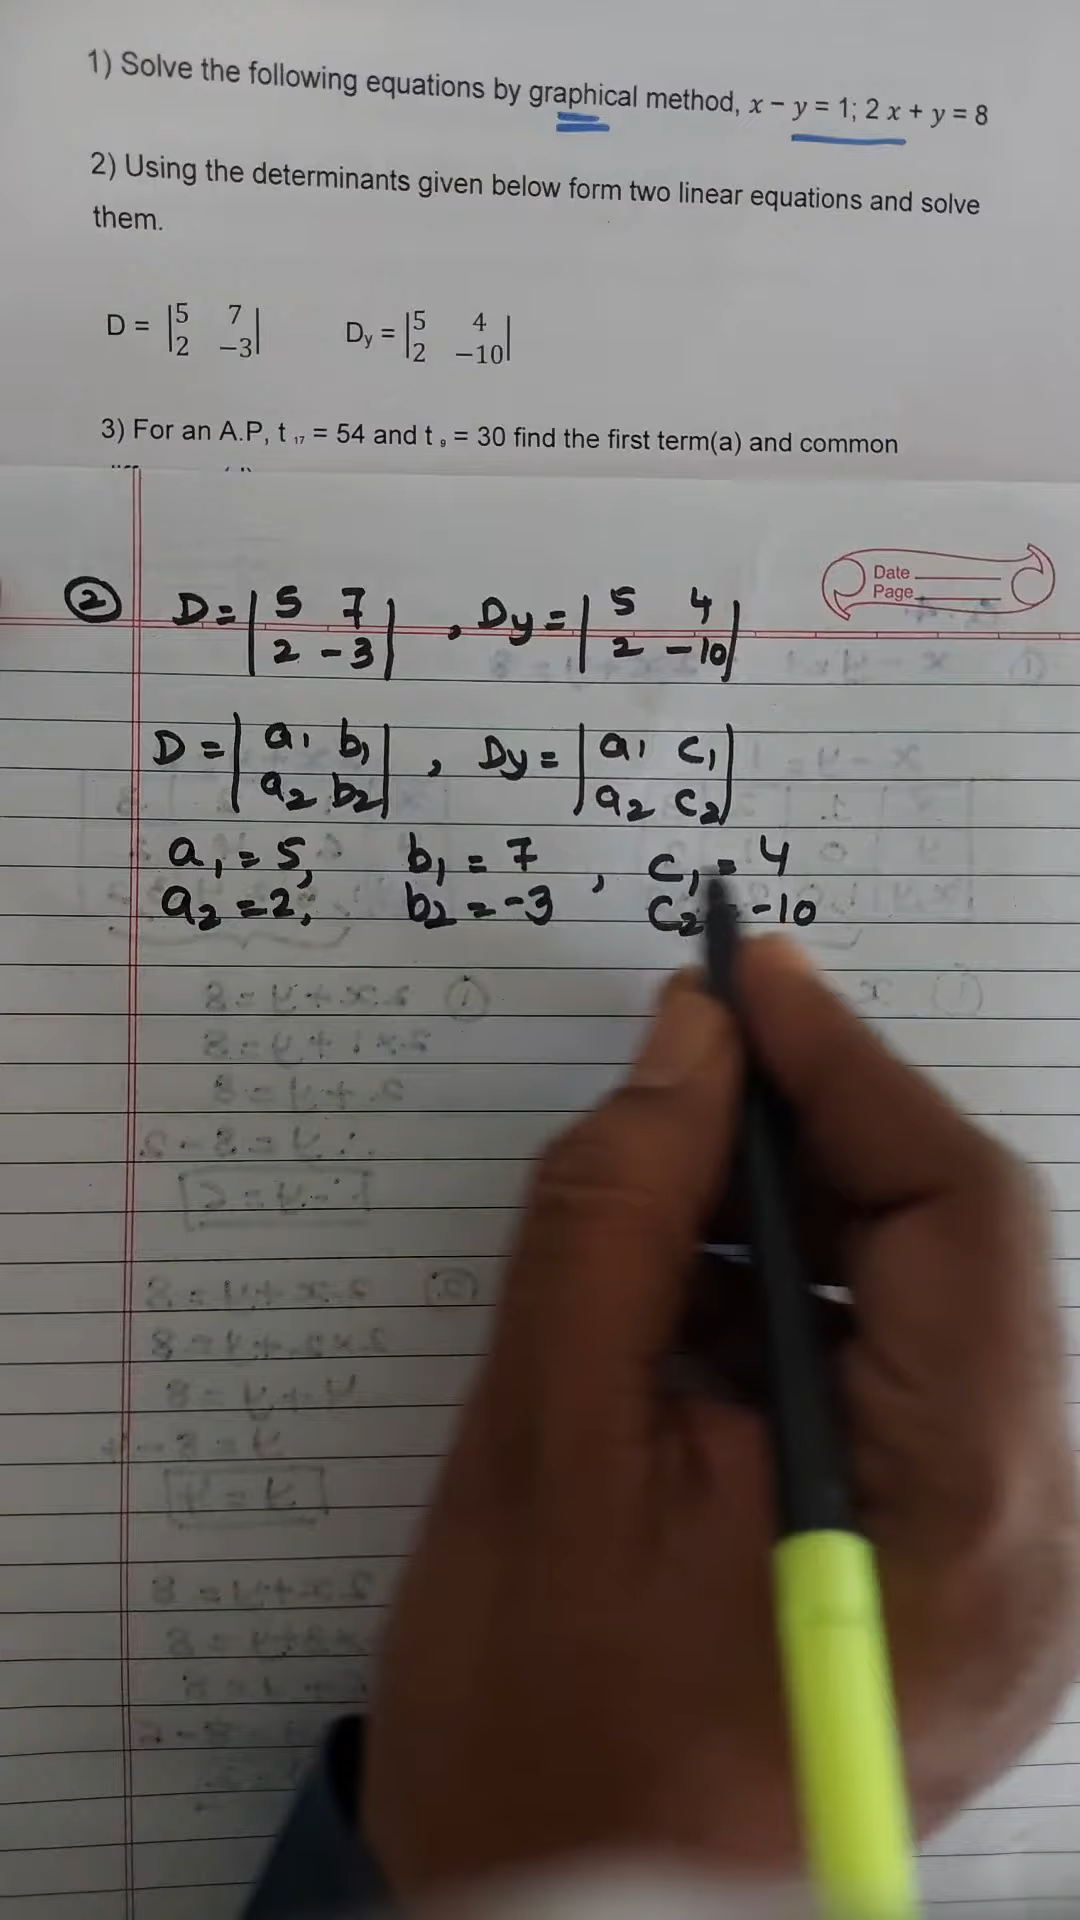 1) Solve the following equations by graphical method, x − y = 1; 2 x + y = 8
2) Using the determinants given below form two linear equations and solve
them.
D = |5 7| Dy = |5 4|
|2 −3| |2 −10|
3) For an A.P, t 17 = 54 and t 9 = 30 find the first term(a) and common
Date
Page
② D = |5 7| , Dy = |5 4|
|2 -3| |2 -10|
D = |a1 b1| , Dy = |a1 c1|
|a2 b2| |a2 c2|
a1 = 5, b1 = 7 , c1 = 4
a2 = 2, b2 = -3 c2 = -10